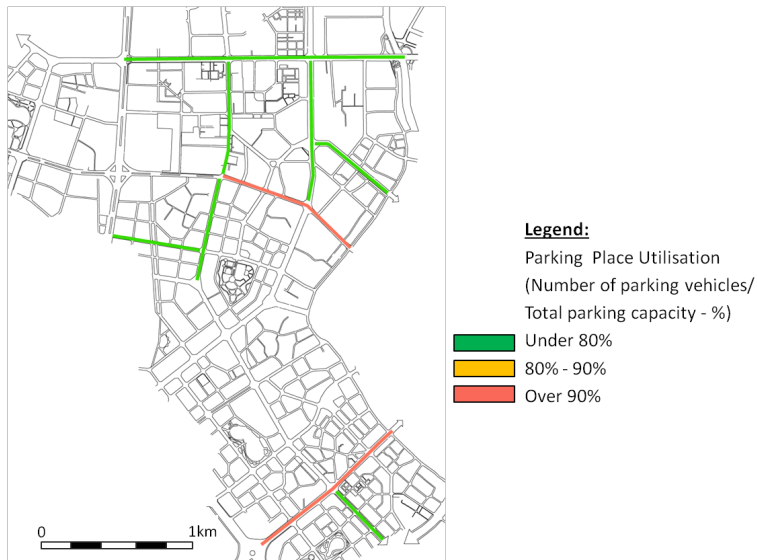 Legend:
Parking Place Utilisation
(Number of parking vehicles/
Total parking capacity - %)
Under 80%
80% - 90%
Over 90%
0 1km